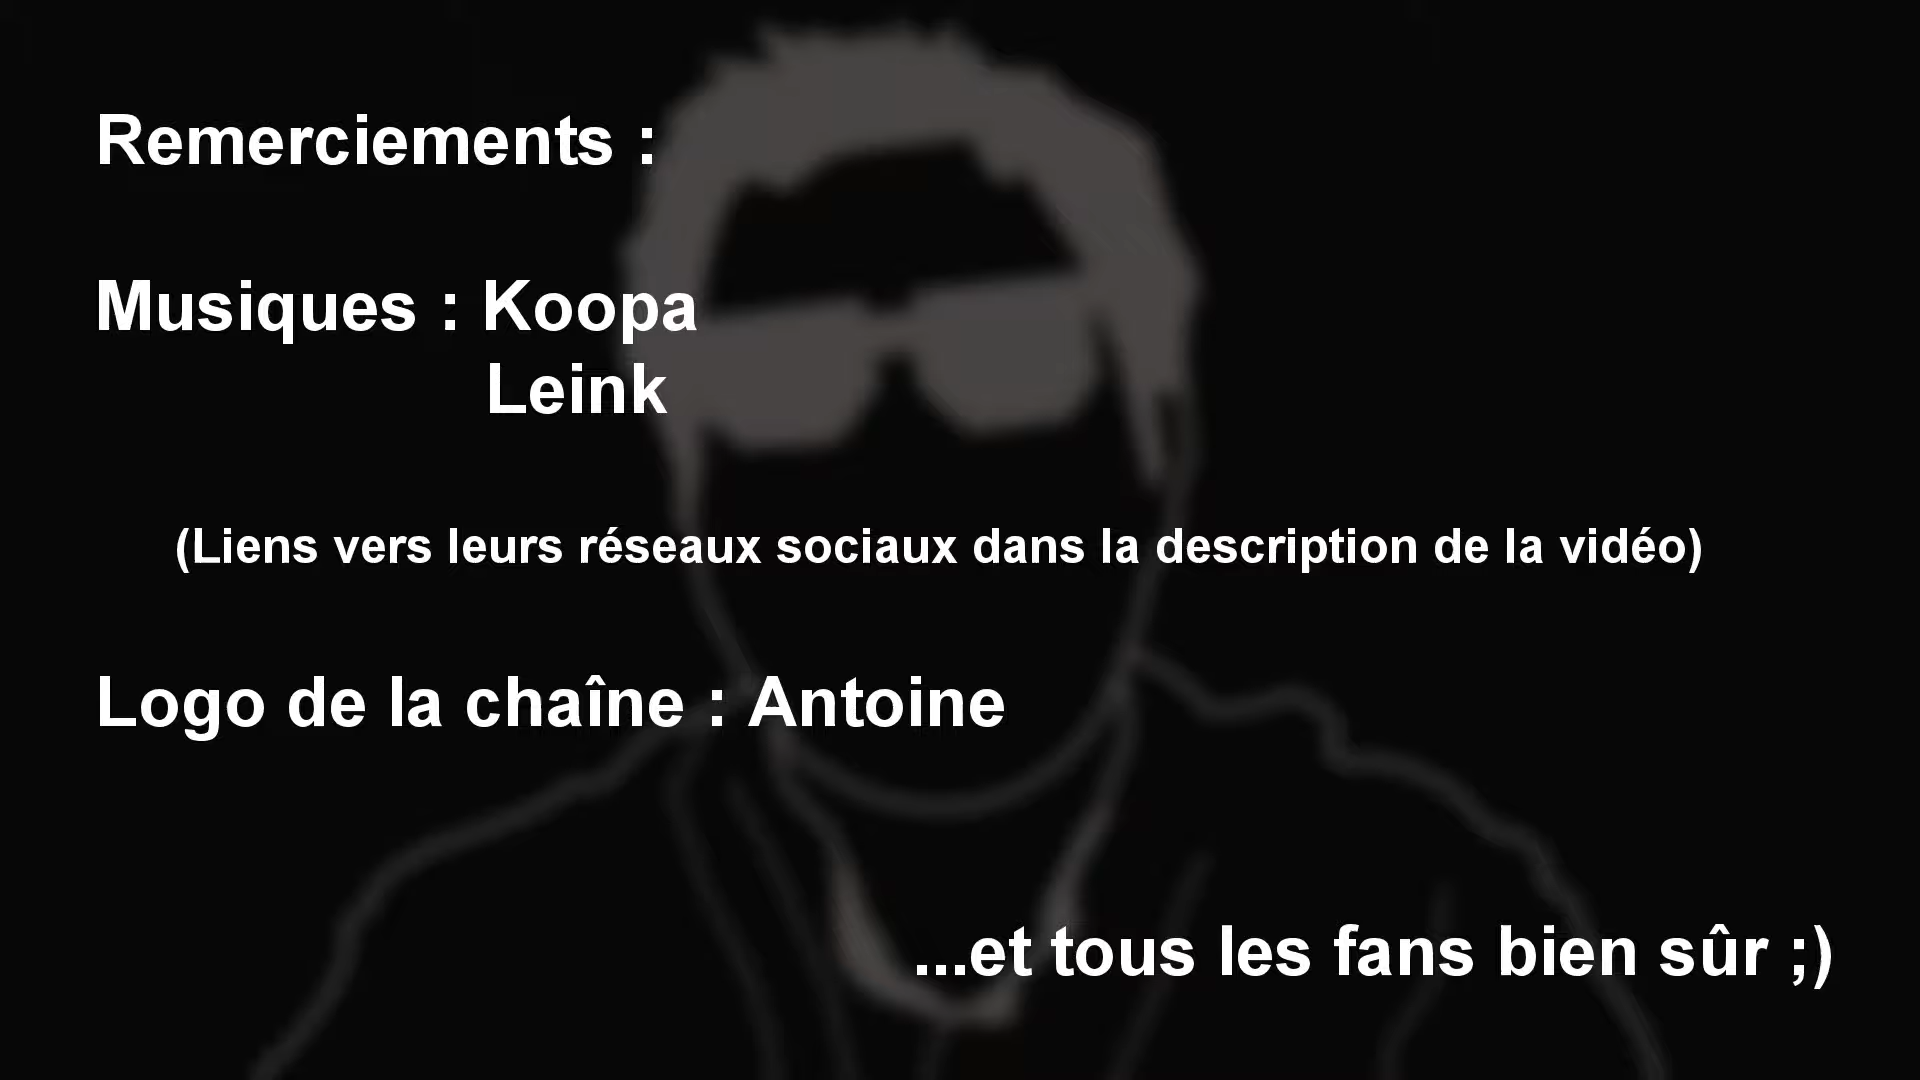 Remerciements :
Musiques : Koopa
Leink
(Liens vers leurs réseaux sociaux dans la description de la vidéo)
Logo de la chaîne : Antoine
...et tous les fans bien sûr ;)